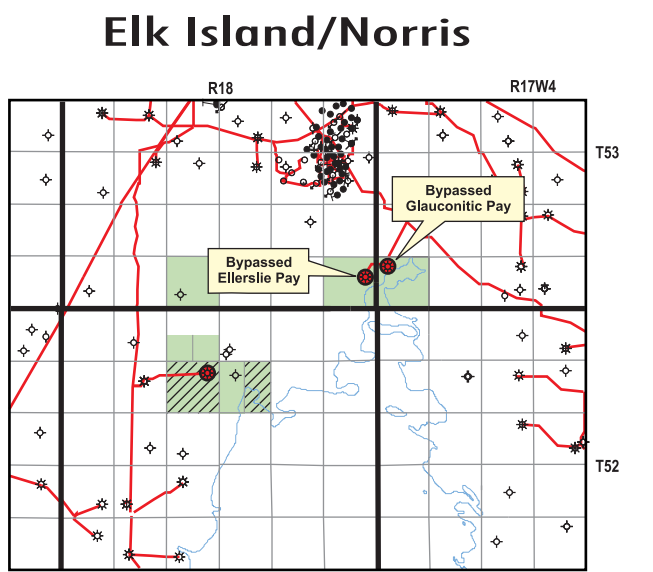 Elk Island/Norris
R18
R17W4
T53
Bypassed
Glauconitic Pay
Bypassed
Ellerslie Pay
T52